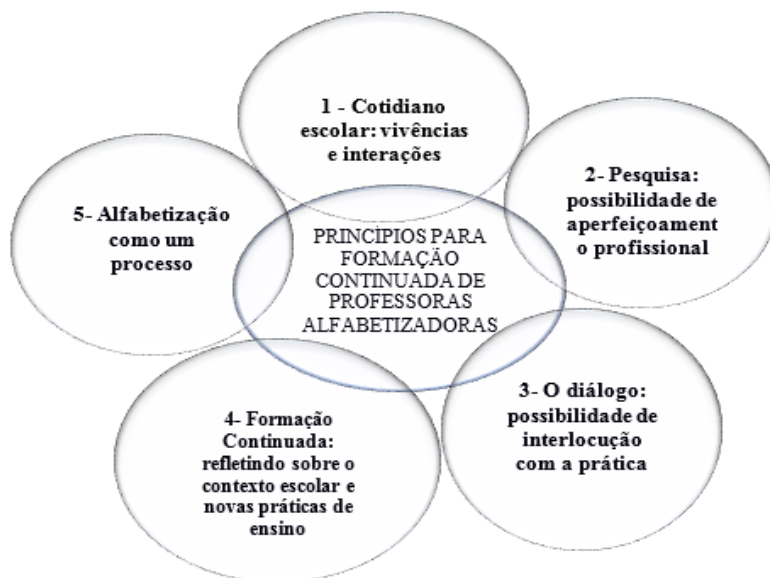 1 - Cotidiano
escolar: vivências
e interações
2- Pesquisa:
possibilidade de
aperfeiçoament
o profissional
3- O diálogo:
possibilidade de
interlocução
com a prática
4- Formação
Continuada:
refletindo sobre o
contexto escolar e
novas práticas de
ensino
5- Alfabetização
como um
processo
PRINCÍPIOS PARA
FORMAÇÃO
CONTINUADA DE
PROFESSORAS
ALFABETIZADORAS